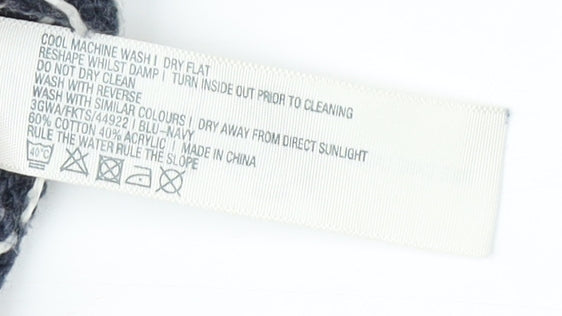 COOL MACHINE WASH | DRY FLAT
RESHAPE WHILST DAMP | TURN INSIDE OUT PRIOR TO CLEANING
DO NOT DRY CLEAN
WASH WITH REVERSE
WASH WITH SIMILAR COLOURS | DRY AWAY FROM DIRECT SUNLIGHT
3GWA/FKTS/44922 | BLU-NAVY
60% COTTON 40% ACRYLIC | MADE IN CHINA
RULE THE WATER RULE THE SLOPE
40°C